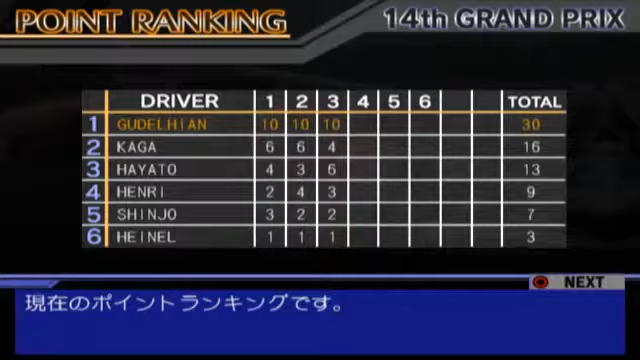 POINT RANKING
14th GRAND PRIX
DRIVER 1 2 3 4 5 6 TOTAL
1 GUDELHIAN 10 10 10 30
2 KAGA 6 6 4 16
3 HAYATO 4 3 6 13
4 HENRI 2 4 3 9
5 SHINJO 3 2 2 7
6 HEINEL 1 1 1 3
NEXT
現在のポイントランキングです。